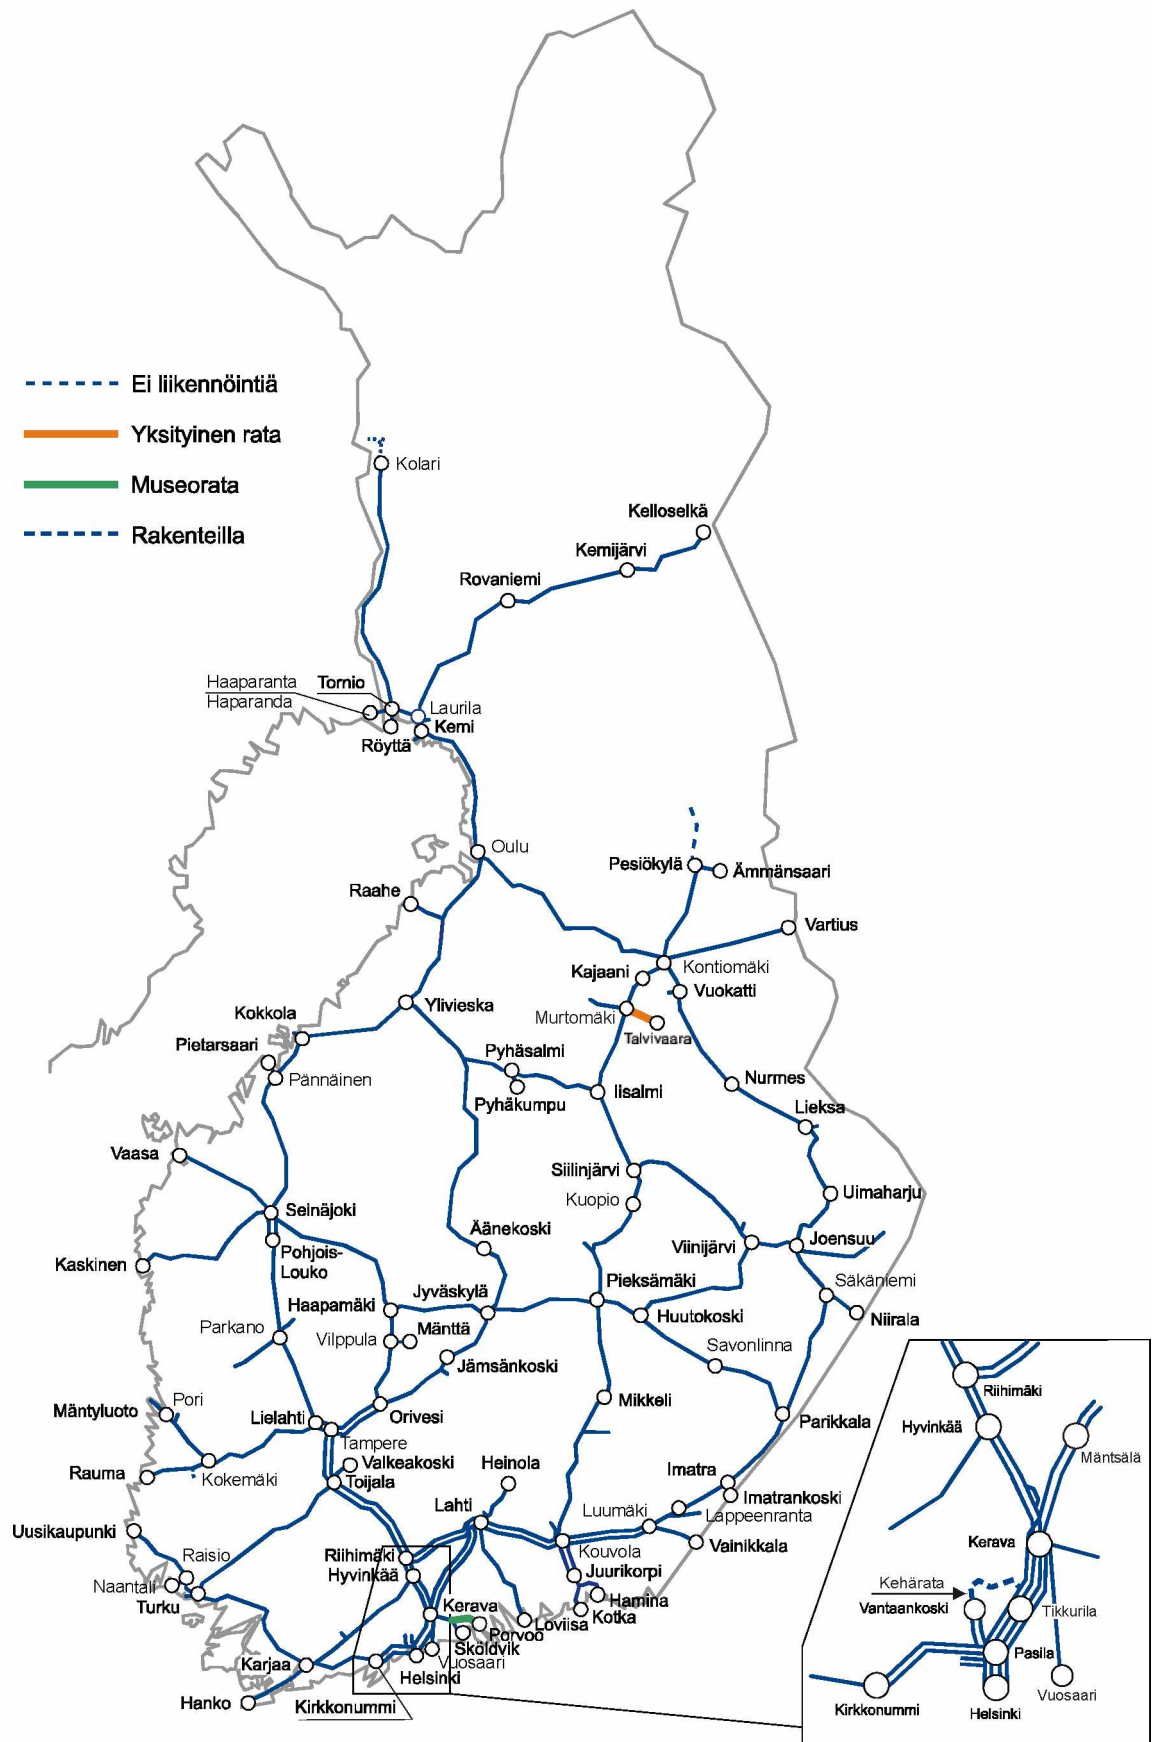 Ei liikennöintiä
Yksityinen rata
Museorata
Rakenteilla
Kolari
Kelloselkä
Kemijärvi
Rovaniemi
Haaparanta
Haparanda
Tornio
Laurila
Kemi
Röyttä
Oulu
Pesiökylä
Ämmänsaari
Raahe
Vartius
Kontiomäki
Kajaani
Vuokatti
Ylivieska
Kokkola
Murtomäki
Talvivaara
Pietarsaari
Pännäinen
Pyhäsalmi
Pyhäkumpu
Iisalmi
Nurmes
Lieksa
Vaasa
Siilinjärvi
Kuopio
Uimaharju
Seinäjoki
Pohjois-
Louko
Äänekoski
Viinijärvi
Joensuu
Kaskinen
Säkäniemi
Pieksämäki
Jyväskylä
Haapamäki
Huutokoski
Niirala
Parkano
Vilppula
Mänttä
Savonlinna
Jämsänkoski
Mikkeli
Pori
Mäntyluoto
Lielahti
Orivesi
Parikkala
Tampere
Valkeakoski
Heinola
Imatra
Rauma
Kokemäki
Toijala
Imatrankoski
Lahti
Luumäki
Lappeenranta
Uusikaupunki
Vainikkala
Kouvola
Riihimäki
Hyvinkää
Juurikorpi
Raisio
Naantali
Turku
Hamina
Kotka
Kerava
Loviisa
Porvoo
Sköldvik
Vuosaari
Karjaa
Helsinki
Hanko
Kirkkonummi
Riihimäki
Hyvinkää
Mäntsälä
Kerava
Kehärata
Vantaankoski
Tikkurila
Pasila
Vuosaari
Kirkkonummi
Helsinki